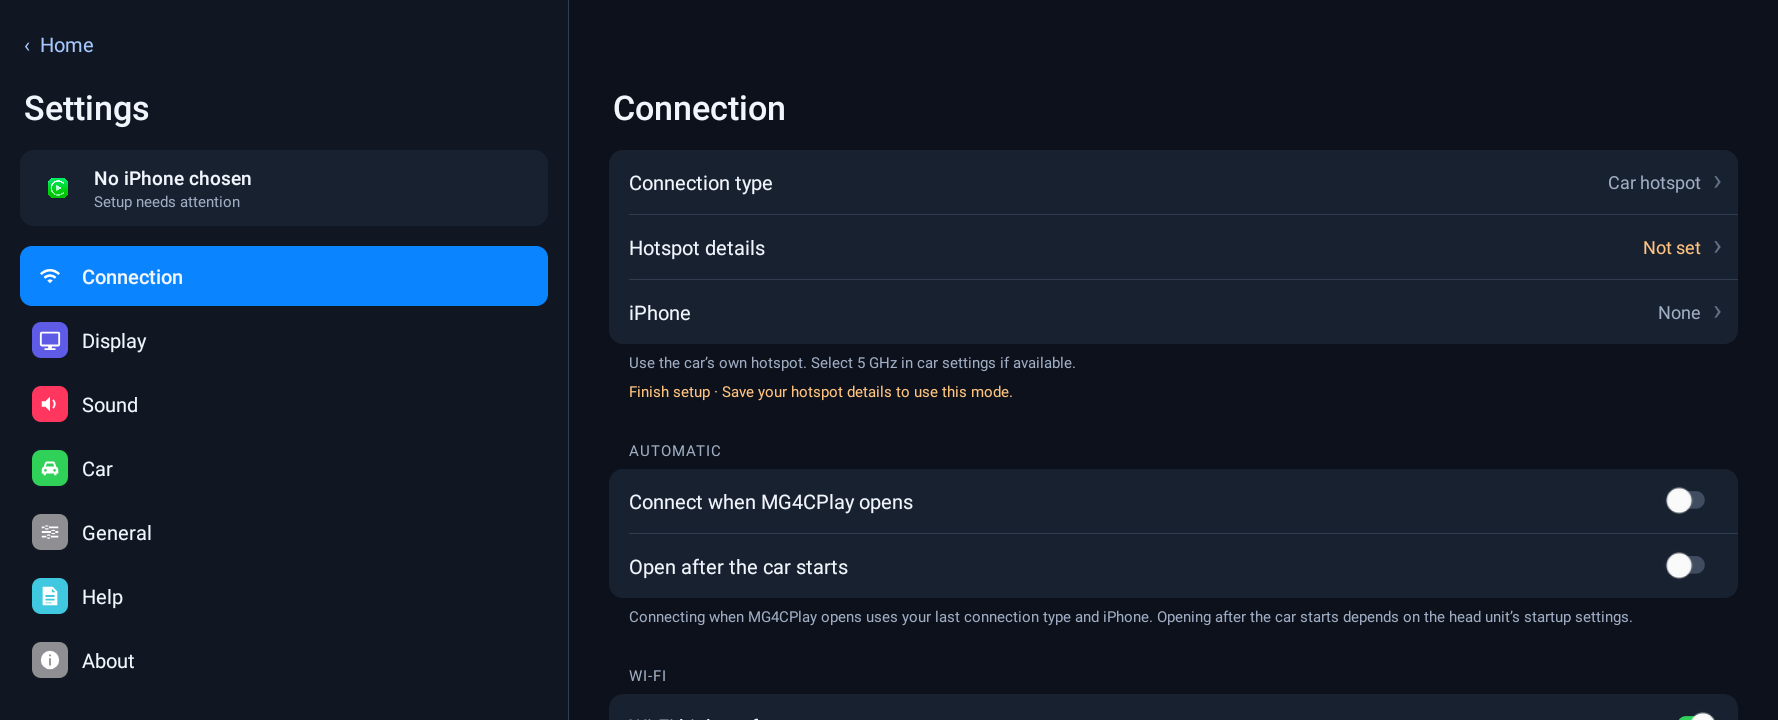 ‹ Home
Settings
No iPhone chosen
Setup needs attention
Connection
Display
Sound
Car
General
Help
About
Connection
Connection type Car hotspot ›
Hotspot details Not set ›
iPhone None ›
Use the car’s own hotspot. Select 5 GHz in car settings if available.
Finish setup · Save your hotspot details to use this mode.
AUTOMATIC
Connect when MG4CPlay opens
Open after the car starts
Connecting when MG4CPlay opens uses your last connection type and iPhone. Opening after the car starts depends on the head unit’s startup settings.
WI-FI